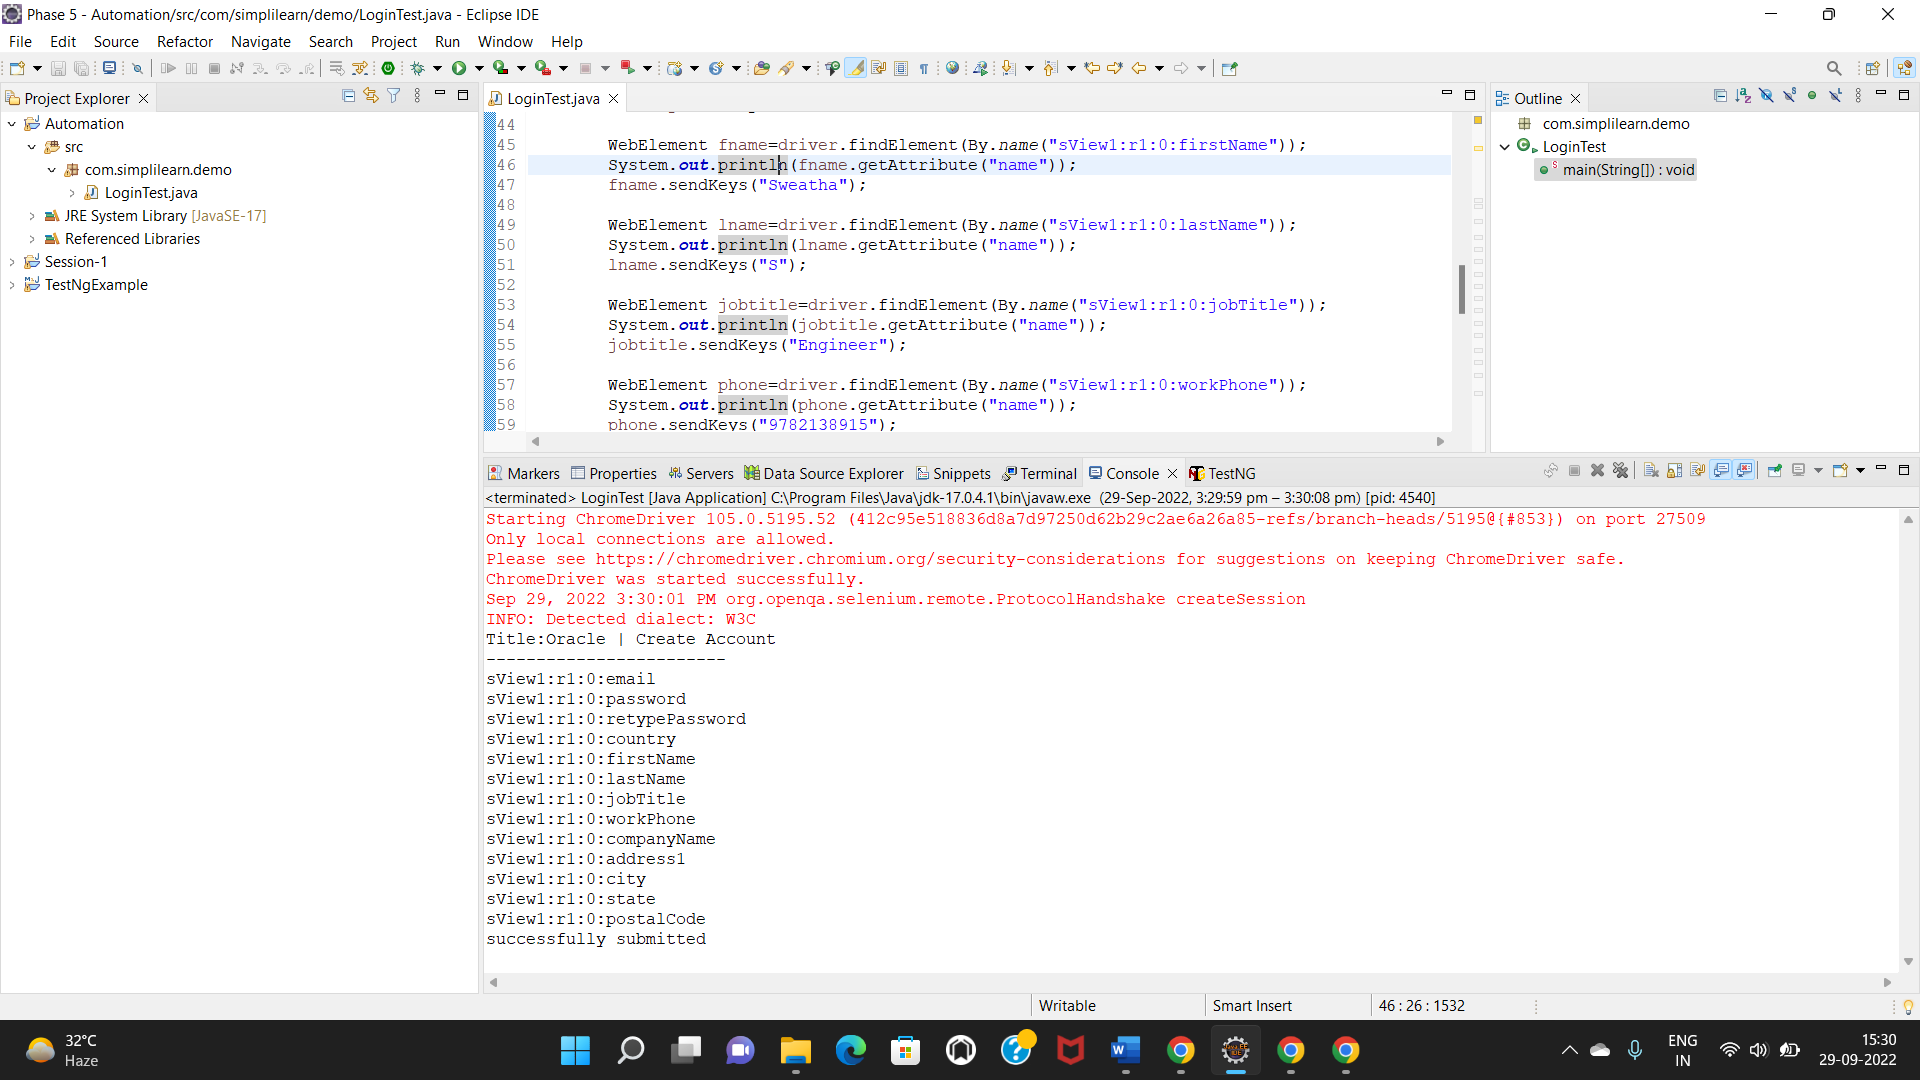 Phase 5 - Automation/src/com/simplilearn/demo/LoginTest.java - Eclipse IDE
File Edit Source Refactor Navigate Search Project Run Window Help
Project Explorer
Automation
src
com.simplilearn.demo
LoginTest.java
JRE System Library [JavaSE-17]
Referenced Libraries
Session-1
TestNgExample
LoginTest.java
44
45 WebElement fname=driver.findElement(By.name("sView1:r1:0:firstName"));
46 System.out.println(fname.getAttribute("name"));
47 fname.sendKeys("Sweatha");
48
49 WebElement lname=driver.findElement(By.name("sView1:r1:0:lastName"));
50 System.out.println(lname.getAttribute("name"));
51 lname.sendKeys("S");
52
53 WebElement jobtitle=driver.findElement(By.name("sView1:r1:0:jobTitle"));
54 System.out.println(jobtitle.getAttribute("name"));
55 jobtitle.sendKeys("Engineer");
56
57 WebElement phone=driver.findElement(By.name("sView1:r1:0:workPhone"));
58 System.out.println(phone.getAttribute("name"));
59 phone.sendKeys("9782138915");
Outline
com.simplilearn.demo
LoginTest
main(String[]) : void
Markers Properties Servers Data Source Explorer Snippets Terminal Console TestNG
<terminated> LoginTest [Java Application] C:\Program Files\Java\jdk-17.0.4.1\bin\javaw.exe (29-Sep-2022, 3:29:59 pm – 3:30:08 pm) [pid: 4540]
Starting ChromeDriver 105.0.5195.52 (412c95e518836d8a7d97250d62b29c2ae6a26a85-refs/branch-heads/5195@{#853}) on port 27509
Only local connections are allowed.
Please see https://chromedriver.chromium.org/security-considerations for suggestions on keeping ChromeDriver safe.
ChromeDriver was started successfully.
Sep 29, 2022 3:30:01 PM org.openqa.selenium.remote.ProtocolHandshake createSession
INFO: Detected dialect: W3C
Title:Oracle | Create Account
------------------------
sView1:r1:0:email
sView1:r1:0:password
sView1:r1:0:retypePassword
sView1:r1:0:country
sView1:r1:0:firstName
sView1:r1:0:lastName
sView1:r1:0:jobTitle
sView1:r1:0:workPhone
sView1:r1:0:companyName
sView1:r1:0:address1
sView1:r1:0:city
sView1:r1:0:state
sView1:r1:0:postalCode
successfully submitted
Writable Smart Insert 46 : 26 : 1532
32°C
Haze
ENG
IN
15:30
29-09-2022